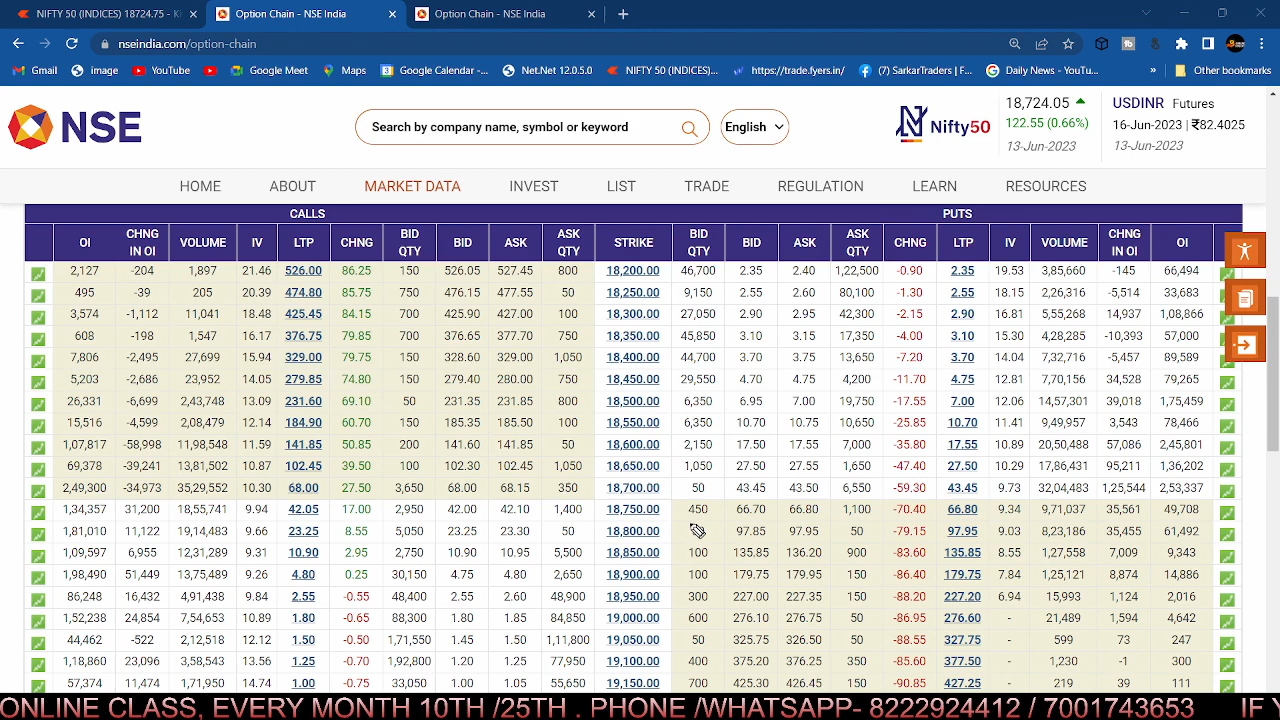 NIFTY 50 (INDICES) 18724.75 - Ki
Option Chain - NSE India
Option Chain - NSE India
nseindia.com/option-chain
Gmail image YouTube Google Meet Maps Google Calendar -... Net.Net 12.0.5.0 NIFTY 50 (INDICES)... https://trade.fyers.in/ (7) SarkarTraders | F... Daily News - YouTu... » Other bookmarks
NSE
Search by company name, symbol or keyword
English
Nifty50
18,724.05
122.55 (0.66%)
13-Jun-2023
USDINR Futures
16-Jun-2023 | ₹82.4025
13-Jun-2023
HOME ABOUT MARKET DATA INVEST LIST TRADE REGULATION LEARN RESOURCES
CALLS PUTS
OI CHNG IN OI VOLUME IV LTP CHNG BID QTY BID ASK ASK QTY STRIKE BID QTY BID ASK ASK QTY CHNG LTP IV VOLUME CHNG IN OI OI
2,127 -204 1,897 21.46 526.00 86.25 150 526.05 527.45 800 18,200.00 46,700 2.35 2.40 1,22,500 -0.90 2.35 19.53 3,85,660 -145 66,494
495 -39 205 20.39 474.80 85.75 750 476.15 477.55 50 18,250.00 9,150 2.55 2.60 80,100 -1.30 2.55 18.15 2,26,316 -5,514 33,683
3,574 -1,112 11,041 18.48 425.45 84.15 700 425.90 427.00 100 18,300.00 27,050 2.90 2.95 42,300 -2.15 2.90 16.81 5,55,268 14,937 1,08,866
608 -198 1,547 16.17 376.75 79.85 700 376.80 378.10 750 18,350.00 45,850 3.10 3.15 17,350 -4.00 3.10 15.30 4,28,285 -10,393 57,000
7,806 -2,495 27,699 15.94 329.00 79.75 150 328.60 329.00 1,050 18,400.00 44,700 3.70 3.75 13,650 -7.20 3.70 14.04 7,32,716 -5,457 89,589
5,203 -2,686 23,952 14.05 279.85 74.80 150 279.40 280.00 750 18,450.00 29,550 4.70 4.75 4,200 -11.70 4.75 12.81 7,70,156 34,528 79,265
26,331 -6,699 2,43,748 13.09 231.60 69.10 50 231.35 231.85 800 18,500.00 6,350 6.95 7.00 19,750 -17.55 7.00 12.06 14,57,301 39,018 1,75,459
15,516 -4,599 2,08,479 12.14 184.90 60.70 150 185.35 185.50 100 18,550.00 6,350 10.70 10.75 10,650 -25.85 10.70 11.41 9,49,957 3,543 78,466
1,07,817 -58,998 11,98,548 11.59 141.85 50.85 200 141.60 141.85 50 18,600.00 2,150 17.50 17.55 7,000 -35.80 17.55 10.89 20,50,488 57,086 2,45,801
69,378 -39,241 13,81,502 10.87 102.45 39.50 100 102.30 102.45 1,050 18,650.00 1,050 27.50 27.55 1,650 -47.40 27.50 10.29 17,86,431 95,211 1,36,202
2,49,300 -34,973 35,29,552 10.30 68.00 27.50 3,650 68.00 68.15 350 18,700.00 50 43.45 43.50 6,550 -59.30 43.45 9.73 32,04,483 1,25,544 2,53,337
1,34,357 31,200 18,55,741 9.94 42.05 17.00 2,950 42.00 42.10 1,400 18,750.00 450 66.70 66.80 1,100 -70.40 66.80 9.34 9,71,037 35,561 49,708
1,81,010 11,122 19,14,483 9.66 23.25 8.55 5,050 23.25 50 18,800.00 97.85 97.95 50 -79.15 97.95 9.03 8,23,186 35,455 61,492
1,09,597 6,955 12,31,289 9.31 10.90 2.95 2,750 10.90 10.95 5,500 18,850.00 100 135.85 136.20 900 -83.60 135.85 8.55 1,27,558 7,009 9,343
1,98,490 51,449 13,75,489 9.26 4.80 0.25 30,150 4.75 4.80 2,650 18,900.00 100 179.75 179.95 150 -86.40 179.75 7.84 1,25,121 8,874 14,886
86,248 16,432 4,91,438 9.84 2.55 -0.55 48,400 2.55 2.60 48,900 18,950.00 300 227.00 227.35 150 -88.20 227.20 6.94 15,993 1,124 2,016
1,52,238 24,854 7,54,653 10.89 1.80 -0.65 88,300 1.80 1.85 84,850 19,000.00 600 276.10 276.75 50 -86.95 276.60 - 21,489 1,594 4,642
44,462 -522 2,12,518 12.12 1.50 -0.50 1,71,550 1.45 1.50 1,11,800 19,050.00 50 323.75 326.50 50 -88.55 327.75 - 599 73 247
1,18,860 23,096 3,58,543 13.56 1.25 -0.70 1,92,800 1.20 1.25 77,950 19,100.00 400 375.20 376.25 350 -85.60 377.50 - 1,230 -1 300
57,374 11,474 1,71,950 14.74 1.00 -0.75 33,050 1.00 1.05 55,650 19,150.00 700 425.30 426.45 150 -90.85 427.25 - 219 39 111
ONLINE CLASS, EVERY MONTH 10TH /25TH . PHONE /WHATSAPP- 8222924412 / 7001743653 IF Y